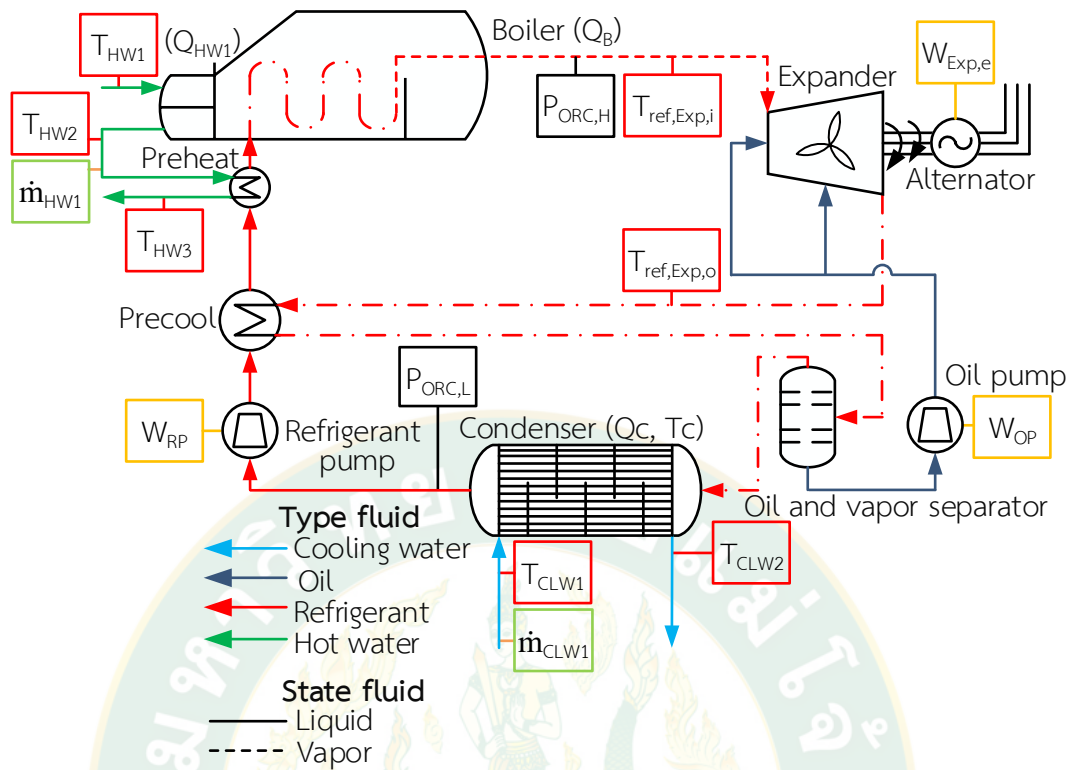 T_HW1
(Q_HW1)
Boiler (Q_B)
W_Exp,e
Expander
P_ORC,H
T_ref,Exp,i
T_HW2
Preheat
Alternator
ṁ_HW1
T_HW3
T_ref,Exp,o
Precool
P_ORC,L
Oil pump
W_RP
Refrigerant
pump
Condenser (Qc, Tc)
W_OP
Oil and vapor separator
Type fluid
Cooling water
T_CLW1
T_CLW2
Oil
Refrigerant
ṁ_CLW1
Hot water
State fluid
Liquid
Vapor